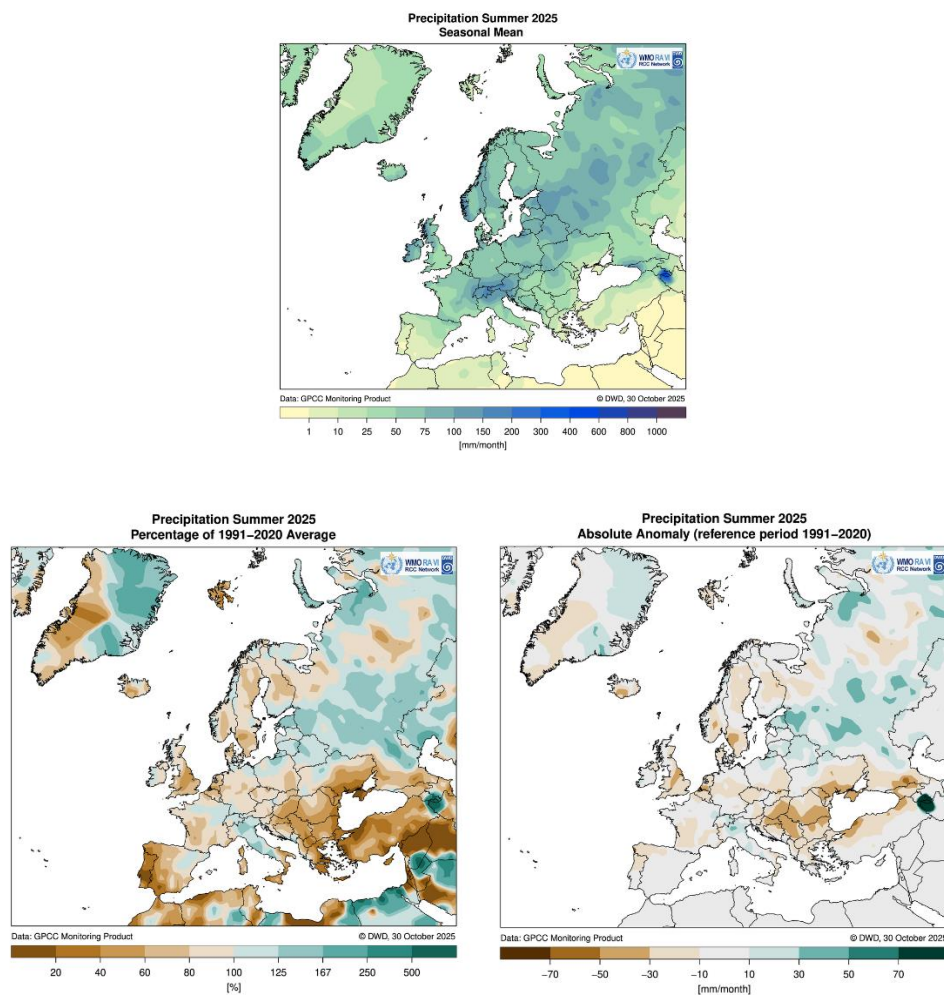 Precipitation Summer 2025
Seasonal Mean
WMO RA VI
RCC Network
Data: GPCC Monitoring Product
© DWD, 30 October 2025
1 10 25 50 75 100 150 200 300 400 600 800 1000
[mm/month]
Precipitation Summer 2025
Percentage of 1991−2020 Average
WMO RA VI
RCC Network
Data: GPCC Monitoring Product
© DWD, 30 October 2025
20 40 60 80 100 125 167 250 500
[%]
Precipitation Summer 2025
Absolute Anomaly (reference period 1991−2020)
WMO RA VI
RCC Network
Data: GPCC Monitoring Product
© DWD, 30 October 2025
−70 −50 −30 −10 10 30 50 70
[mm/month]